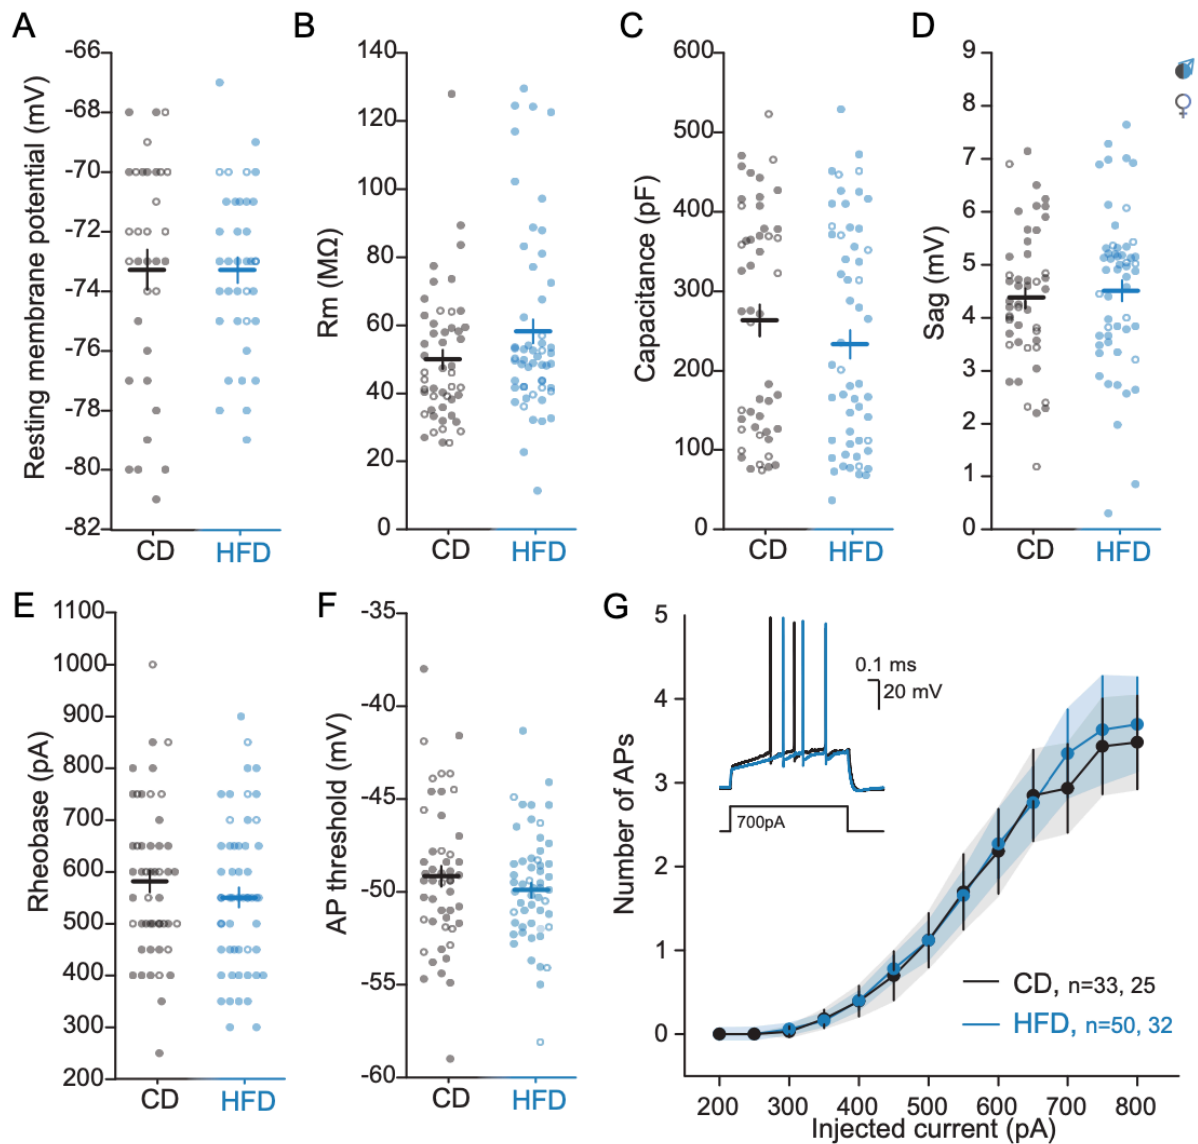 A
Resting membrane potential (mV)
-66
-68
-70
-72
-74
-76
-78
-80
-82
CD
HFD
B
Rm (MΩ)
140
120
100
80
60
40
20
0
CD
HFD
C
Capacitance (pF)
600
500
400
300
200
100
0
CD
HFD
D
Sag (mV)
9
8
7
6
5
4
3
2
1
0
CD
HFD
♂
♀
E
Rheobase (pA)
1100
1000
900
800
700
600
500
400
300
200
CD
HFD
F
AP threshold (mV)
-35
-40
-45
-50
-55
-60
CD
HFD
G
Number of APs
5
4
3
2
1
0
0.1 ms
20 mV
700pA
CD, n=33, 25
HFD, n=50, 32
200 300 400 500 600 700 800
Injected current (pA)